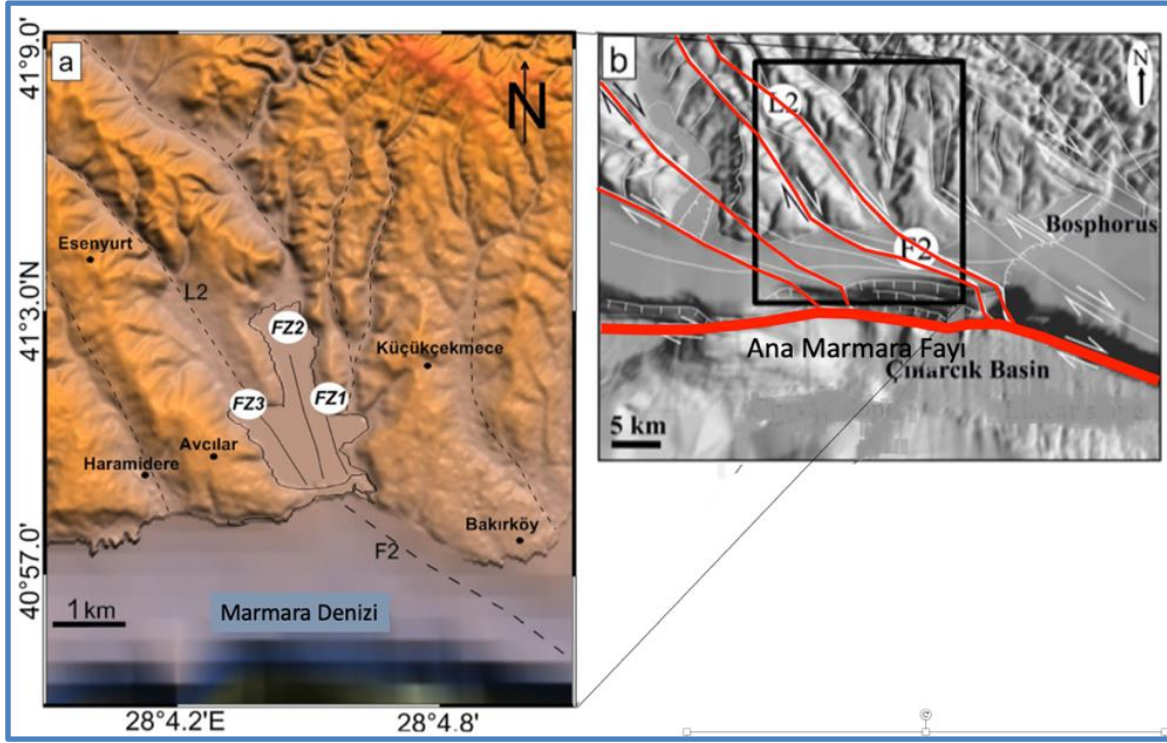 a
N
41°9.0'
41°3.0'N
40°57.0'
Esenyurt
L2
FZ2
Küçükçekmece
FZ3
FZ1
Avcılar
Haramidere
Bakırköy
F2
1 km
Marmara Denizi
28°4.2'E
28°4.8'
b
N
L2
F2
Bosphorus
Ana Marmara Fayı
Çınarcık Basin
5 km